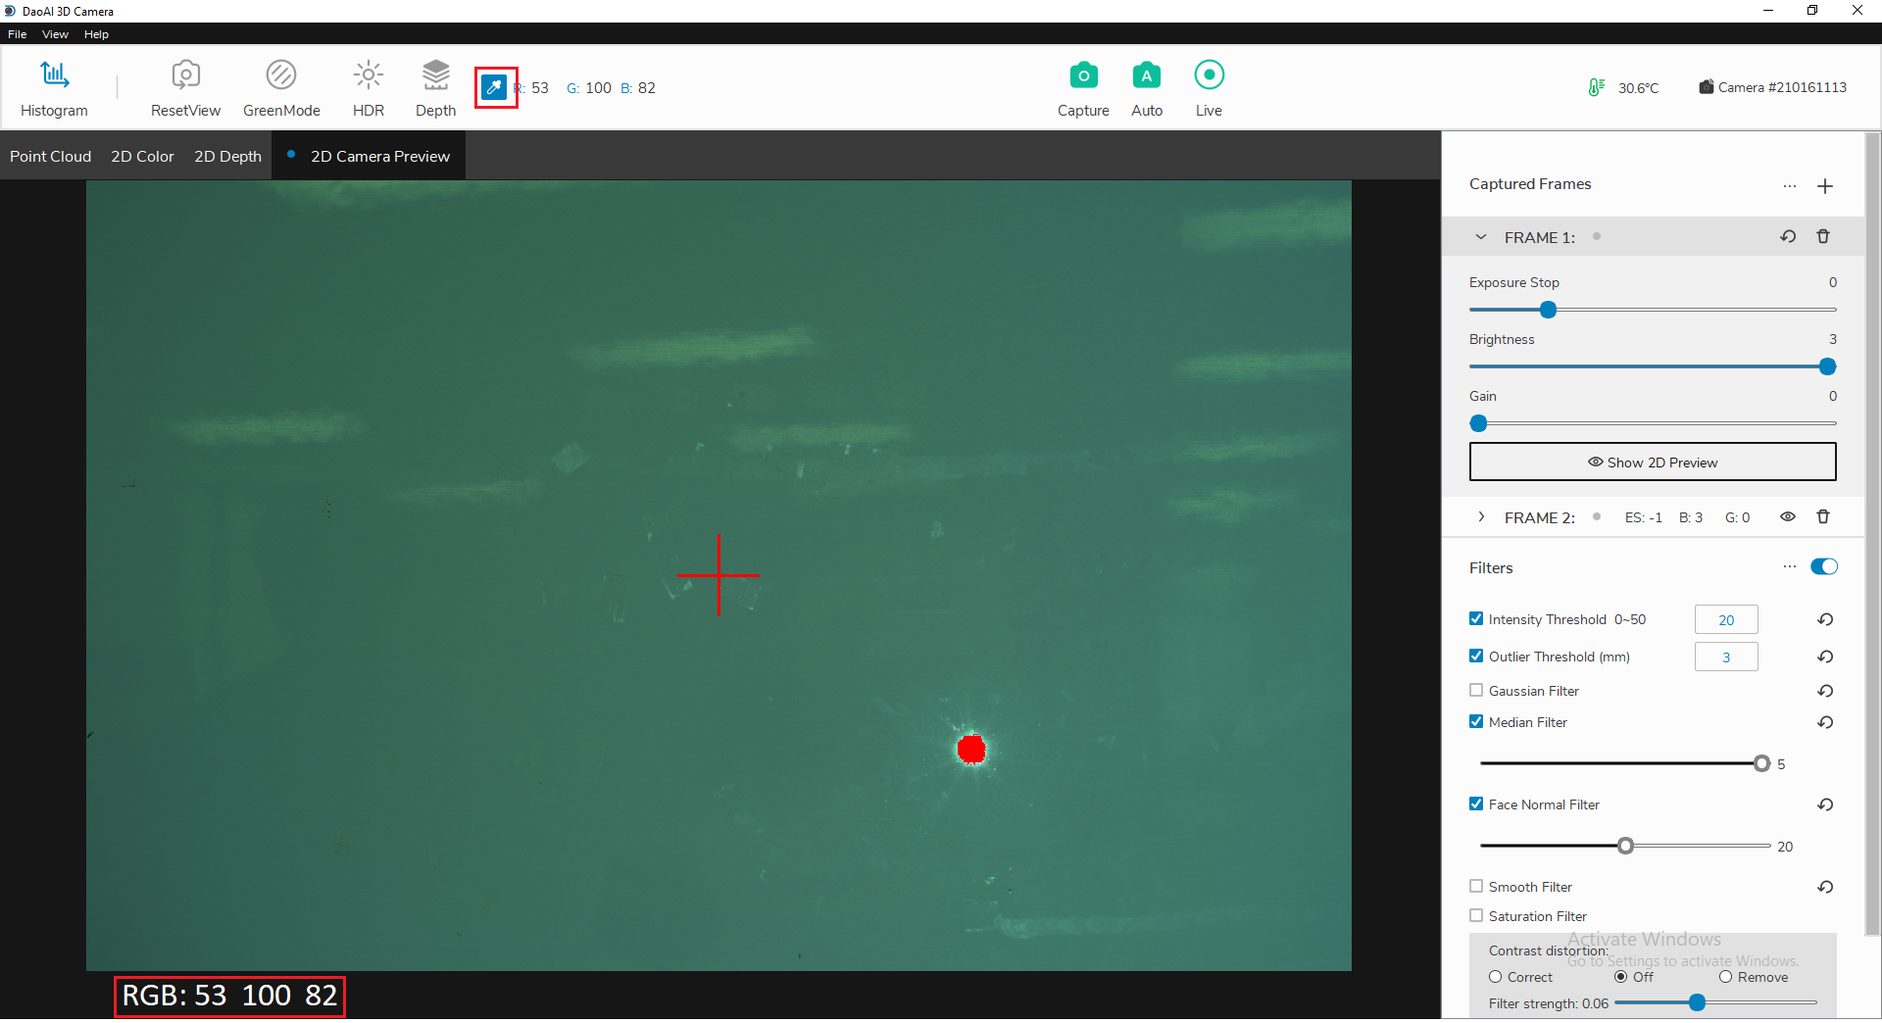 DaoAI 3D Camera
File View Help
Histogram ResetView GreenMode HDR Depth R: 53 G: 100 B: 82 Capture Auto Live 30.6°C Camera #210161113
Point Cloud 2D Color 2D Depth 2D Camera Preview
Captured Frames
FRAME 1:
Exposure Stop 0
Brightness 3
Gain 0
Show 2D Preview
FRAME 2: ES: -1 B: 3 G: 0
Filters
Intensity Threshold 0~50 20
Outlier Threshold (mm) 3
Gaussian Filter
Median Filter
5
Face Normal Filter
20
Smooth Filter
Saturation Filter
Activate Windows
Contrast distortion:
Go to Settings to activate Windows.
Correct Off Remove
Filter strength: 0.06
RGB: 53 100 82